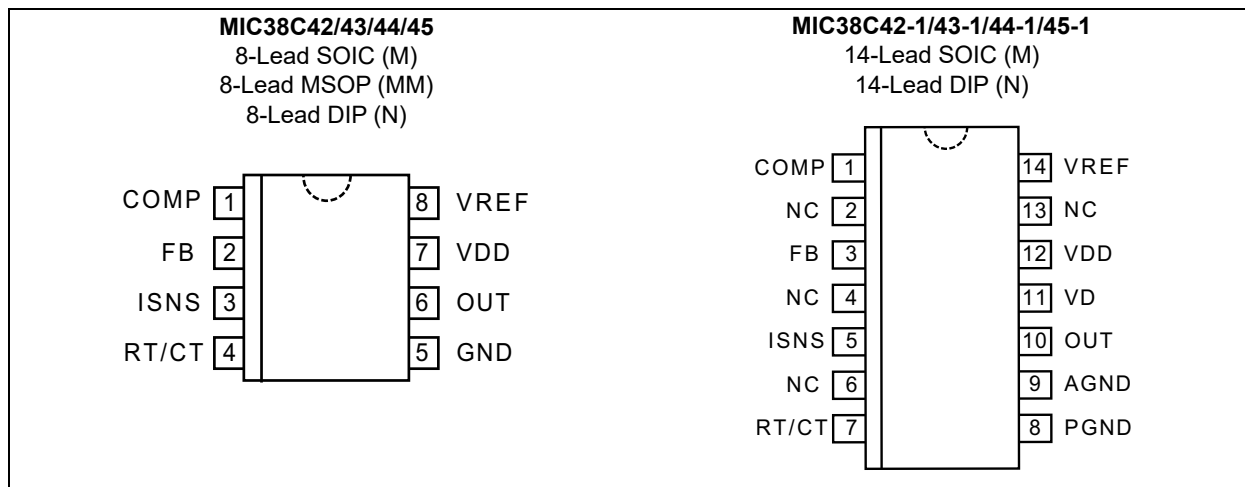 MIC38C42/43/44/45
8-Lead SOIC (M)
8-Lead MSOP (MM)
8-Lead DIP (N)
COMP 1
FB 2
ISNS 3
RT/CT 4
8 VREF
7 VDD
6 OUT
5 GND
MIC38C42-1/43-1/44-1/45-1
14-Lead SOIC (M)
14-Lead DIP (N)
COMP 1
NC 2
FB 3
NC 4
ISNS 5
NC 6
RT/CT 7
14 VREF
13 NC
12 VDD
11 VD
10 OUT
9 AGND
8 PGND